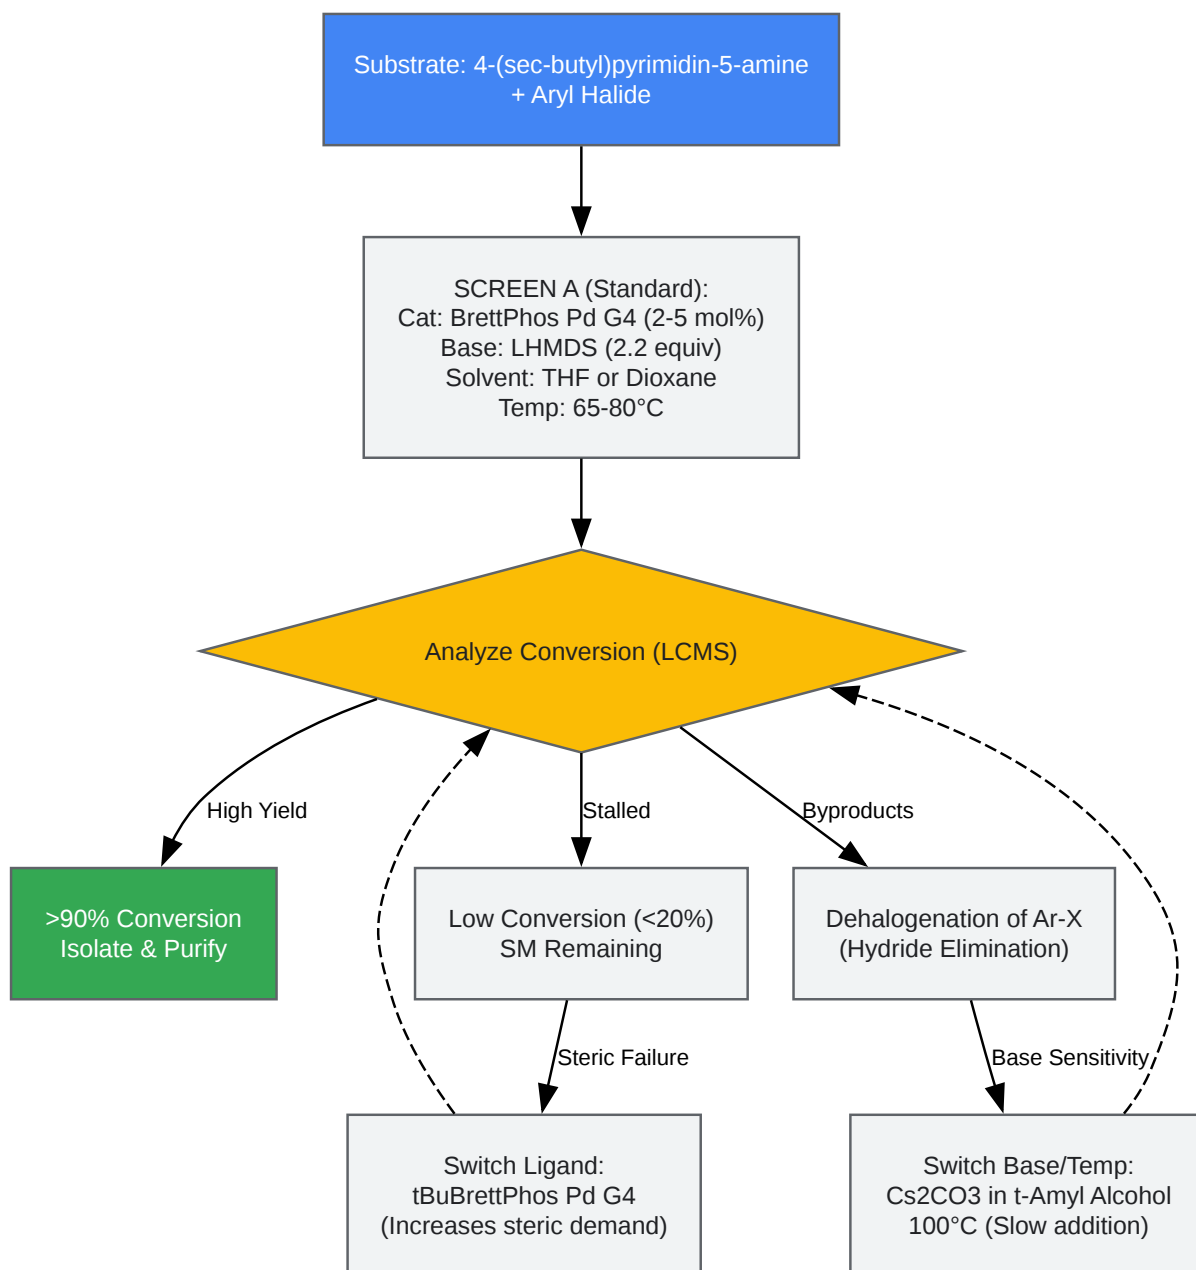 Substrate: 4-(sec-butyl)pyrimidin-5-amine
+ Aryl Halide
SCREEN A (Standard):
Cat: BrettPhos Pd G4 (2-5 mol%)
Base: LHMDS (2.2 equiv)
Solvent: THF or Dioxane
Temp: 65-80°C
Analyze Conversion (LCMS)
High Yield
Stalled
Byproducts
>90% Conversion
Isolate & Purify
Low Conversion (<20%)
SM Remaining
Dehalogenation of Ar-X
(Hydride Elimination)
Steric Failure
Base Sensitivity
Switch Ligand:
tBuBrettPhos Pd G4
(Increases steric demand)
Switch Base/Temp:
Cs2CO3 in t-Amyl Alcohol
100°C (Slow addition)